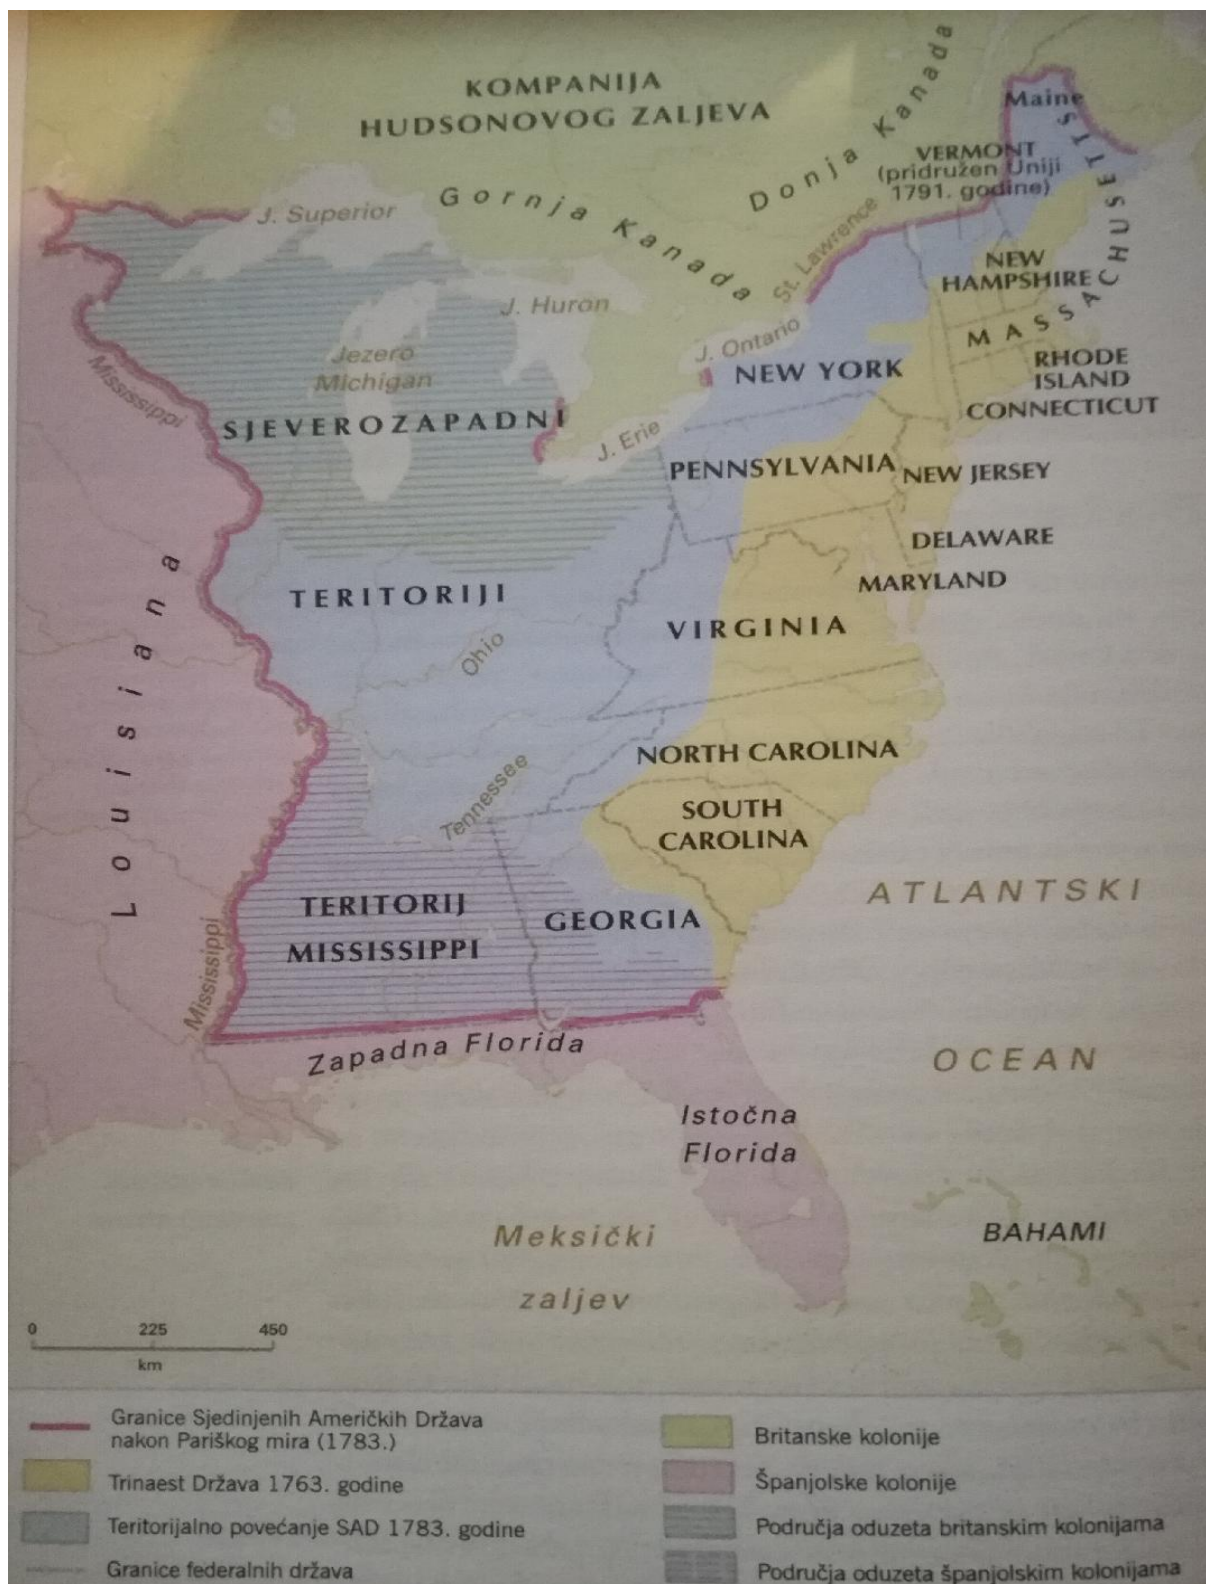 KOMPANIJA
HUDSONOVOG ZALJEVA
Gornja Kanada
Donja Kanada
Maine
VERMONT
(pridružen Uniji
1791. godine)
J. Superior
St. Lawrence
NEW
HAMPSHIRE
MASSACHUSETTS
J. Huron
J. Ontario
Jezero
Michigan
NEW YORK
RHODE
ISLAND
CONNECTICUT
Mississippi
SJEVEROZAPADNI
J. Erie
PENNSYLVANIA
NEW JERSEY
DELAWARE
MARYLAND
TERITORIJI
VIRGINIA
Ohio
Louisiana
NORTH CAROLINA
Tennessee
SOUTH
CAROLINA
ATLANTSKI
TERITORIJ
MISSISSIPPI
GEORGIA
Mississippi
Zapadna Florida
OCEAN
Istočna
Florida
Meksički
zaljev
BAHAMI
0 225 450
km
Granice Sjedinjenih Američkih Država
nakon Pariškog mira (1783.)
Trinaest Država 1763. godine
Teritorijalno povećanje SAD 1783. godine
Granice federalnih država
Britanske kolonije
Španjolske kolonije
Područja oduzeta britanskim kolonijama
Područja oduzeta španjolskim kolonijama